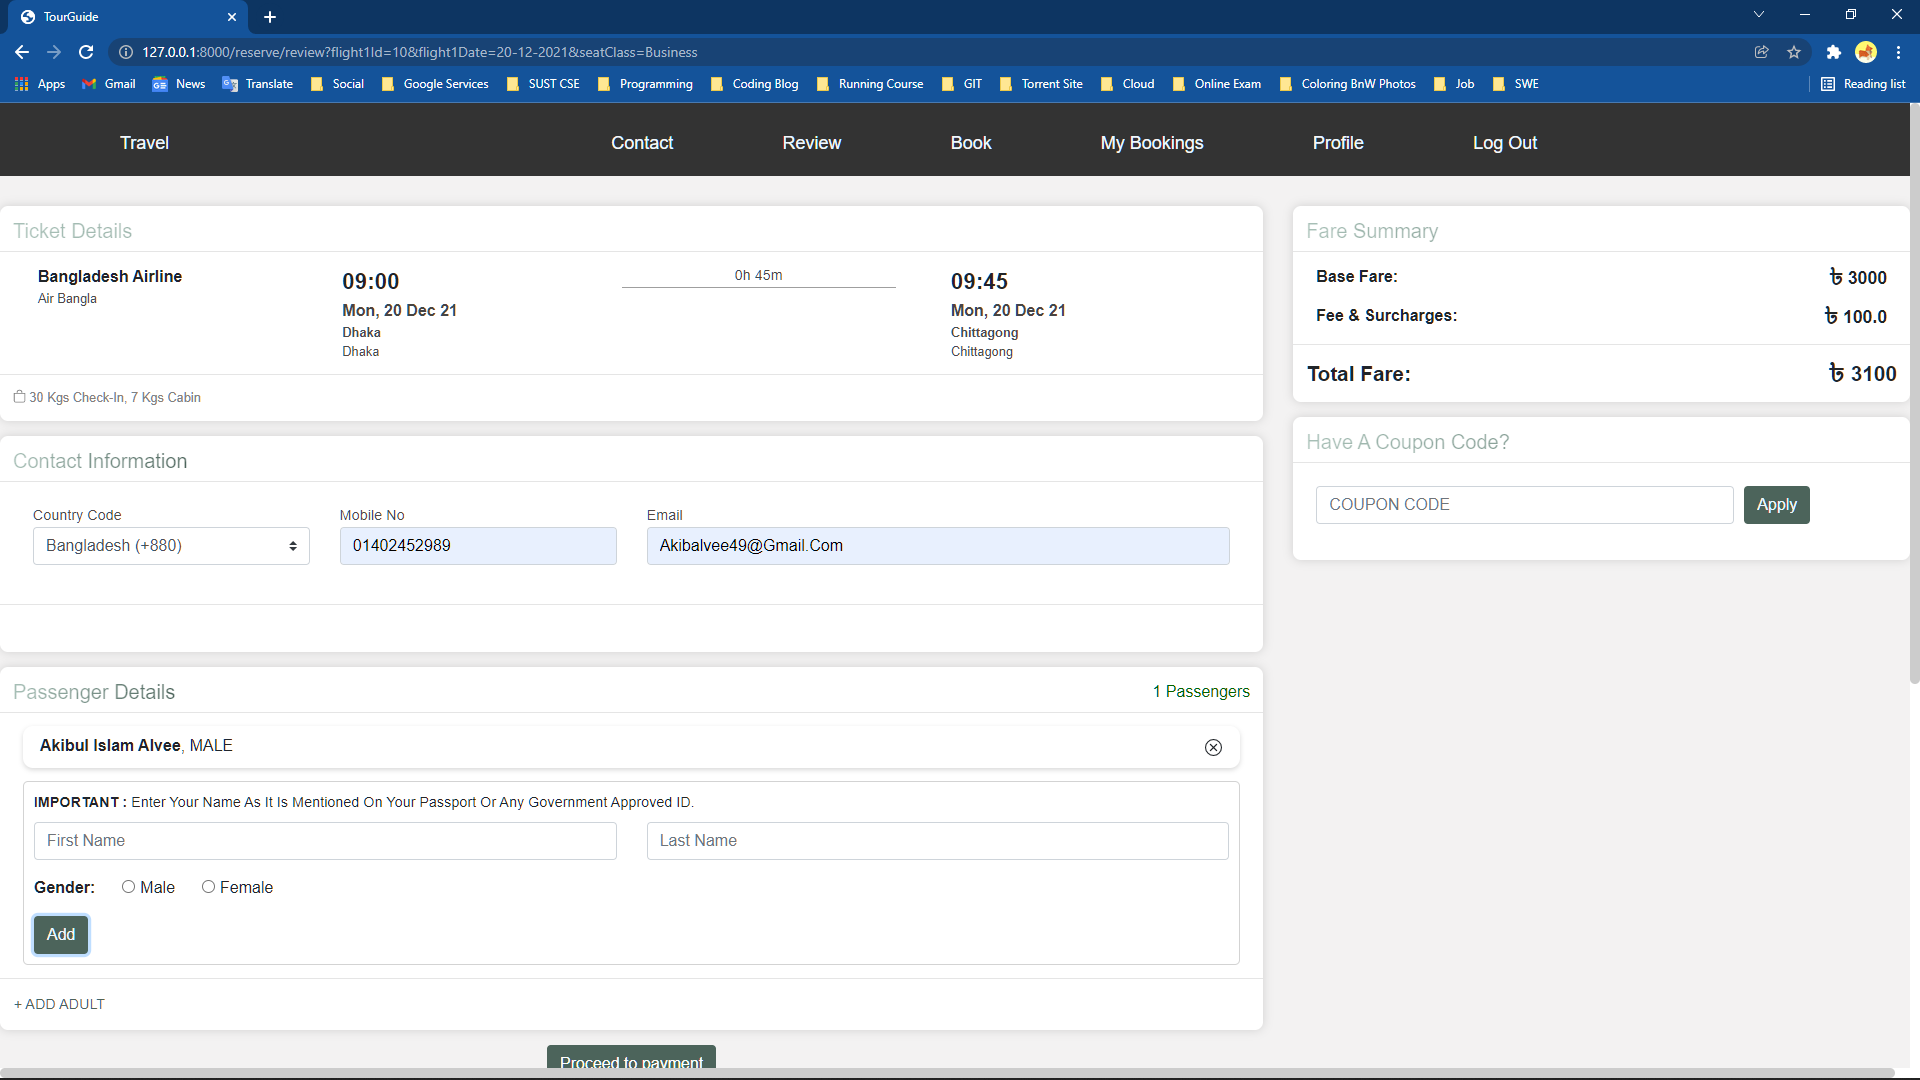 TourGuide
127.0.0.1:8000/reserve/review?flight1Id=10&flight1Date=20-12-2021&seatClass=Business
Apps Gmail News Translate Social Google Services SUST CSE Programming Coding Blog Running Course GIT Torrent Site Cloud Online Exam Coloring BnW Photos Job SWE Reading list
Travel Contact Review Book My Bookings Profile Log Out
Ticket Details
Bangladesh Airline
Air Bangla
09:00
Mon, 20 Dec 21
Dhaka
Dhaka
0h 45m
09:45
Mon, 20 Dec 21
Chittagong
Chittagong
30 Kgs Check-In, 7 Kgs Cabin
Fare Summary
Base Fare: ৳ 3000
Fee & Surcharges: ৳ 100.0
Total Fare: ৳ 3100
Have A Coupon Code?
COUPON CODE Apply
Contact Information
Country Code Mobile No Email
Bangladesh (+880) 01402452989 Akibalvee49@Gmail.Com
Passenger Details 1 Passengers
Akibul Islam Alvee, MALE
IMPORTANT : Enter Your Name As It Is Mentioned On Your Passport Or Any Government Approved ID.
First Name Last Name
Gender: Male Female
Add
+ ADD ADULT
Proceed to payment